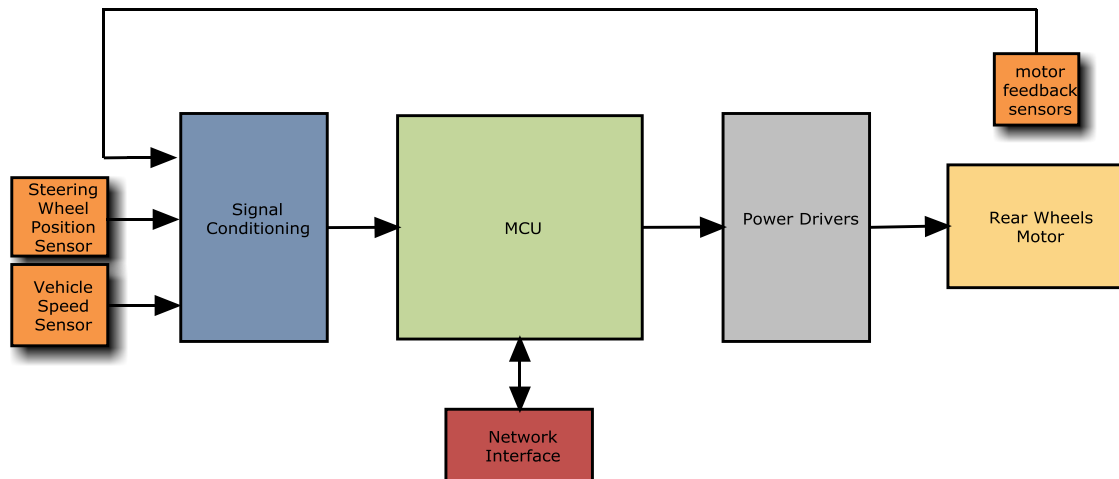 motor
feedback
sensors
Steering
Wheel
Position
Sensor
Vehicle
Speed
Sensor
Signal
Conditioning
MCU
Power Drivers
Rear Wheels
Motor
Network
Interface